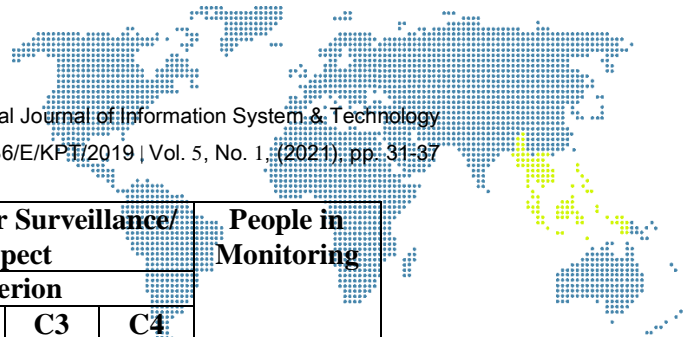 al Journal of Information System & Technology
6/E/KPT/2019 | Vol. 5, No. 1, (2021), pp. 31-37
r Surveillance/ People in
pect Monitoring
erion
C3 C4